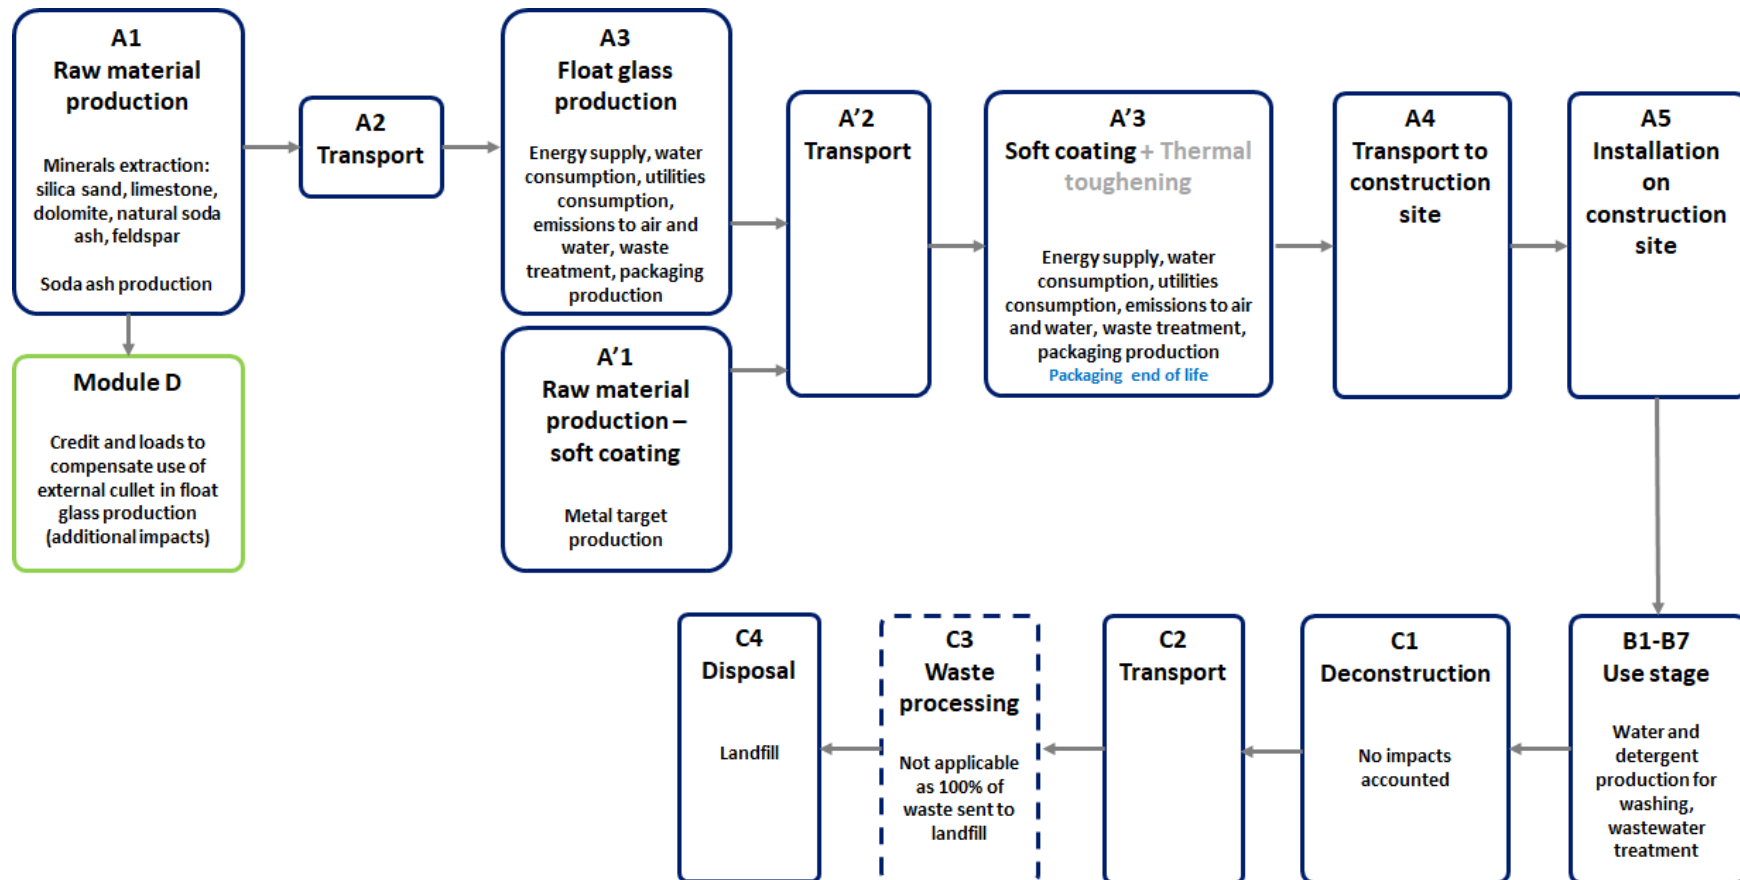 A1
Raw material
production
Minerals extraction:
silica sand, limestone,
dolomite, natural soda
ash, feldspar
Soda ash production
Module D
Credit and loads to
compensate use of
external cullet in float
glass production
(additional impacts)
A2
Transport
A3
Float glass
production
Energy supply, water
consumption, utilities
consumption,
emissions to air and
water, waste
treatment, packaging
production
A'1
Raw material
production –
soft coating
Metal target
production
A'2
Transport
A'3
Soft coating + Thermal
toughening
Energy supply, water
consumption, utilities
consumption, emissions to air
and water, waste treatment,
packaging production
Packaging end of life
A4
Transport to
construction
site
A5
Installation
on
construction
site
B1-B7
Use stage
Water and
detergent
production for
washing,
wastewater
treatment
C1
Deconstruction
No impacts
accounted
C2
Transport
C3
Waste
processing
Not applicable
as 100% of
waste sent to
landfill
C4
Disposal
Landfill